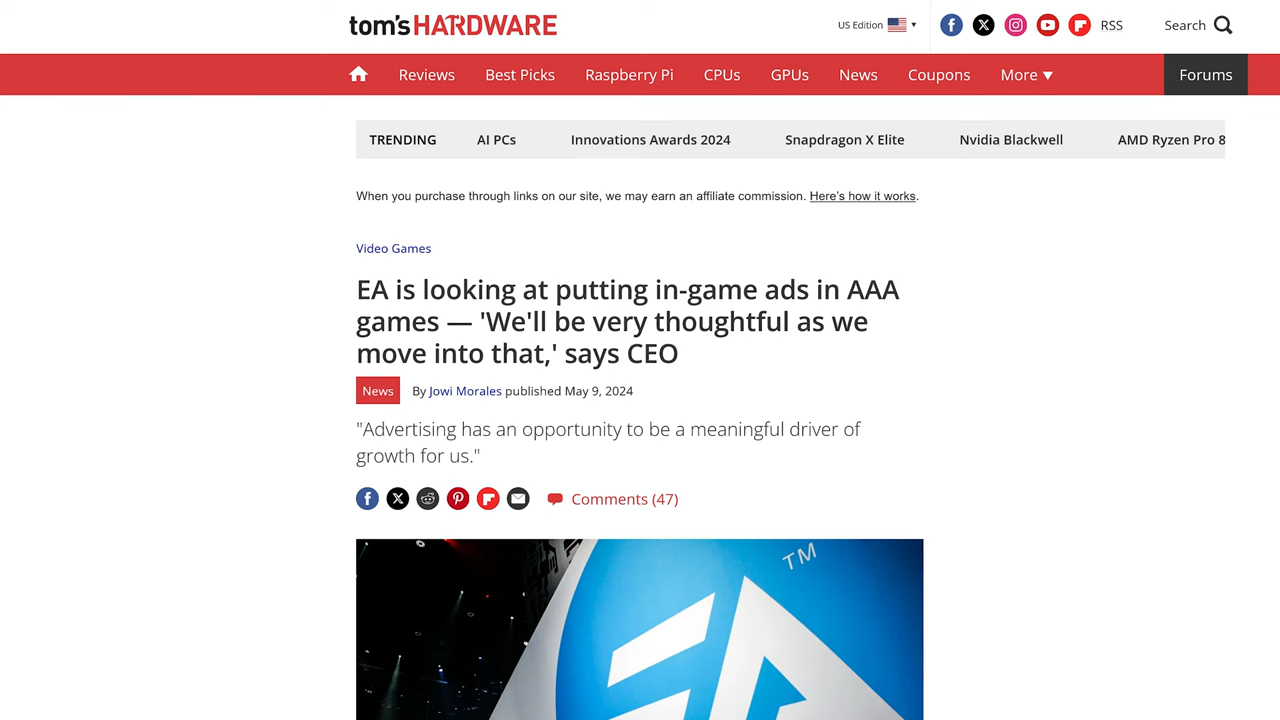 tom's HARDWARE
US Edition
RSS
Search
Reviews Best Picks Raspberry Pi CPUs GPUs News Coupons More ▼ Forums
TRENDING AI PCs Innovations Awards 2024 Snapdragon X Elite Nvidia Blackwell AMD Ryzen Pro 8
When you purchase through links on our site, we may earn an affiliate commission. Here's how it works.
Video Games
EA is looking at putting in-game ads in AAA
games — 'We'll be very thoughtful as we
move into that,' says CEO
News By Jowi Morales published May 9, 2024
"Advertising has an opportunity to be a meaningful driver of
growth for us."
Comments (47)
TM